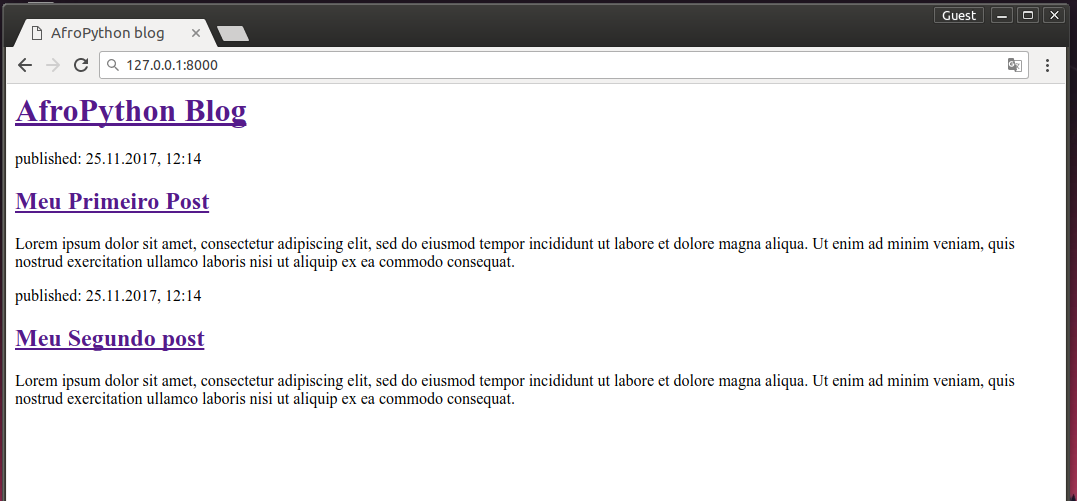 Guest
AfroPython blog
127.0.0.1:8000
AfroPython Blog
published: 25.11.2017, 12:14
Meu Primeiro Post
Lorem ipsum dolor sit amet, consectetur adipiscing elit, sed do eiusmod tempor incididunt ut labore et dolore magna aliqua. Ut enim ad minim veniam, quis
nostrud exercitation ullamco laboris nisi ut aliquip ex ea commodo consequat.
published: 25.11.2017, 12:14
Meu Segundo post
Lorem ipsum dolor sit amet, consectetur adipiscing elit, sed do eiusmod tempor incididunt ut labore et dolore magna aliqua. Ut enim ad minim veniam, quis
nostrud exercitation ullamco laboris nisi ut aliquip ex ea commodo consequat.